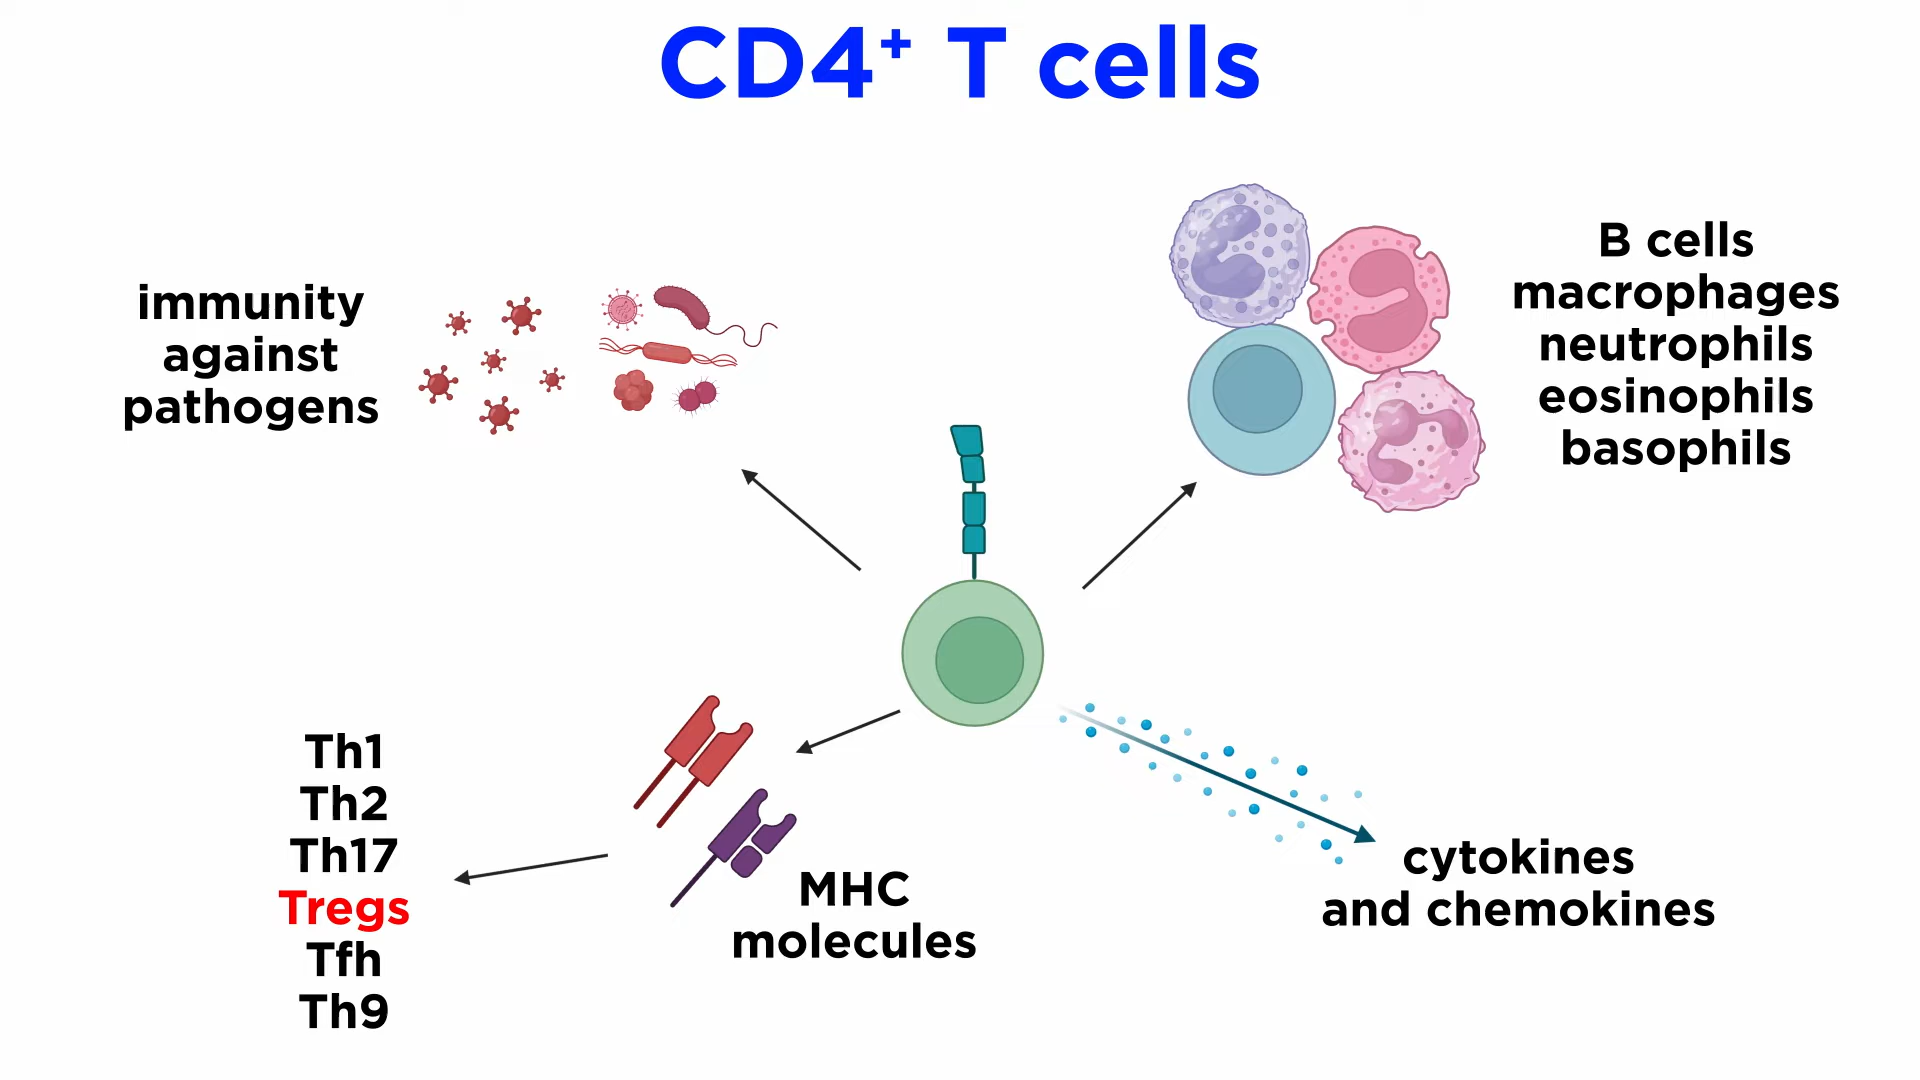 CD4⁺ T cells
immunity
against
pathogens
B cells
macrophages
neutrophils
eosinophils
basophils
Th1
Th2
Th17
Tregs
Tfh
Th9
MHC
molecules
cytokines
and chemokines